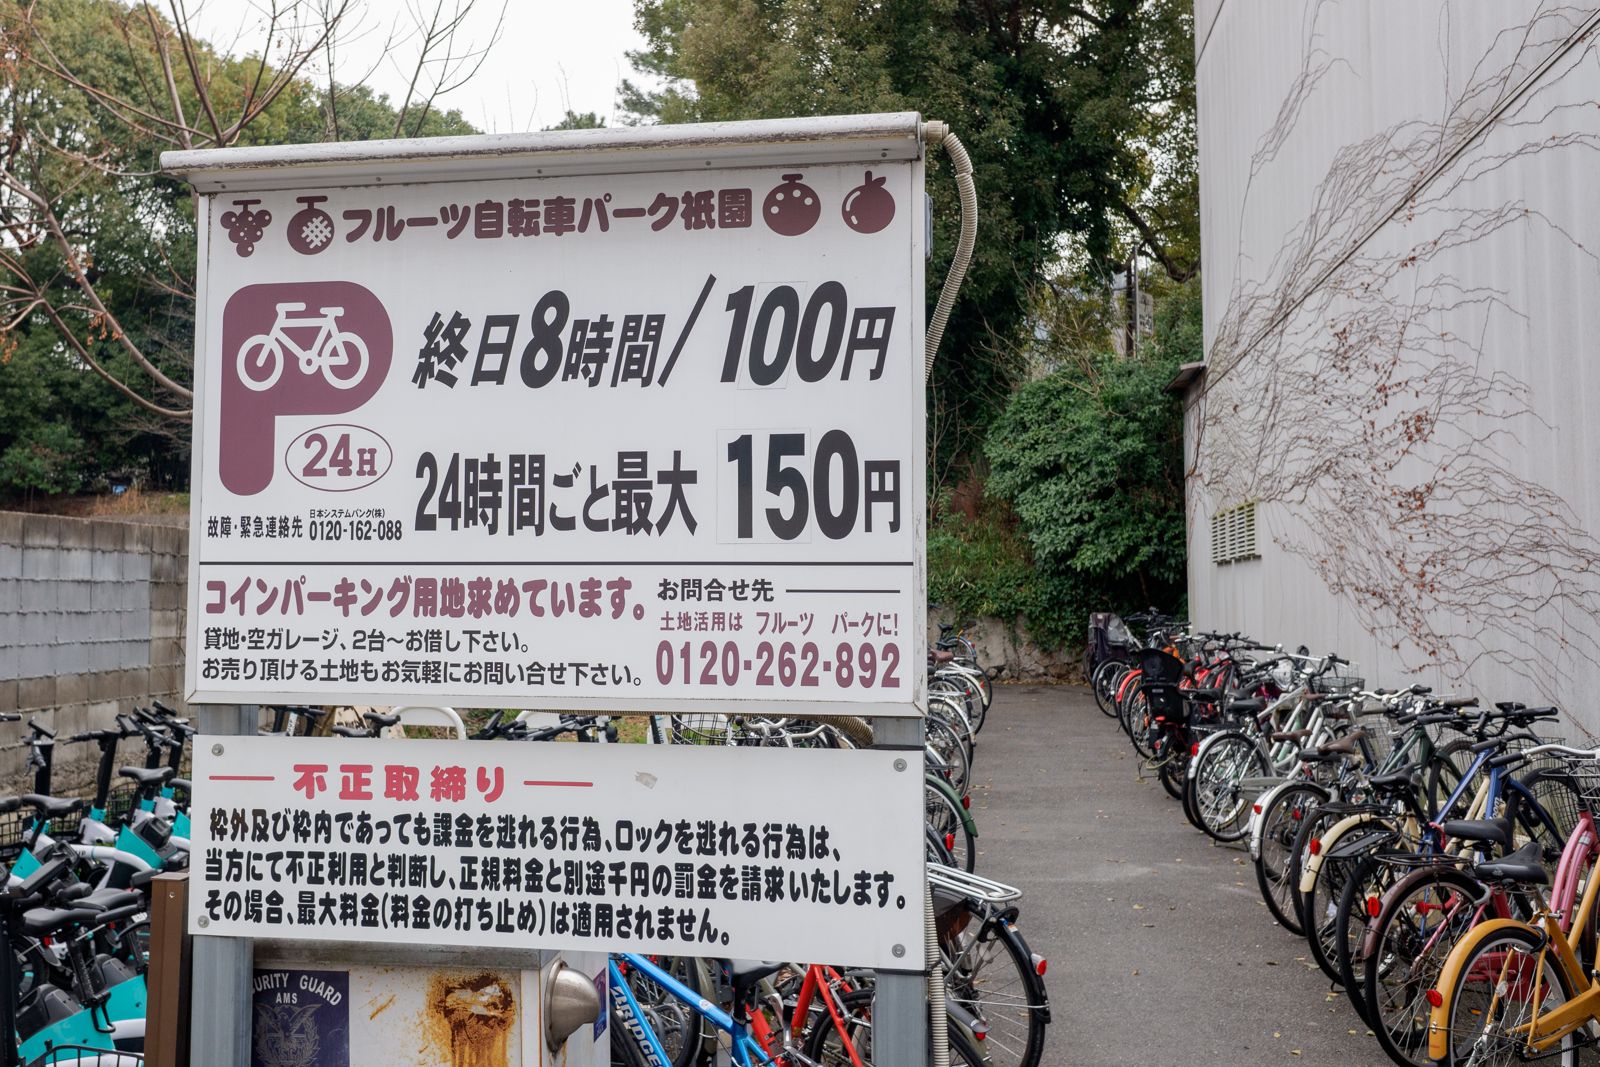 フルーツ自転車パーク祇園
終日8時間/100円
24H
24時間ごと最大150円
故障・緊急連絡先 日本システムバンク(株) 0120-162-088
コインパーキング用地求めています。
貸地・空ガレージ、2台〜お借し下さい。
お売り頂ける土地もお気軽にお問い合せ下さい。
お問合せ先
土地活用は フルーツ パークに!
0120-262-892
不正取締り
枠外及び枠内であっても課金を逃れる行為、ロックを逃れる行為は、
当方にて不正利用と判断し、正規料金と別途千円の罰金を請求いたします。
その場合、最大料金(料金の打ち止め)は適用されません。
URITY GUARD
AMS
BRIDGE